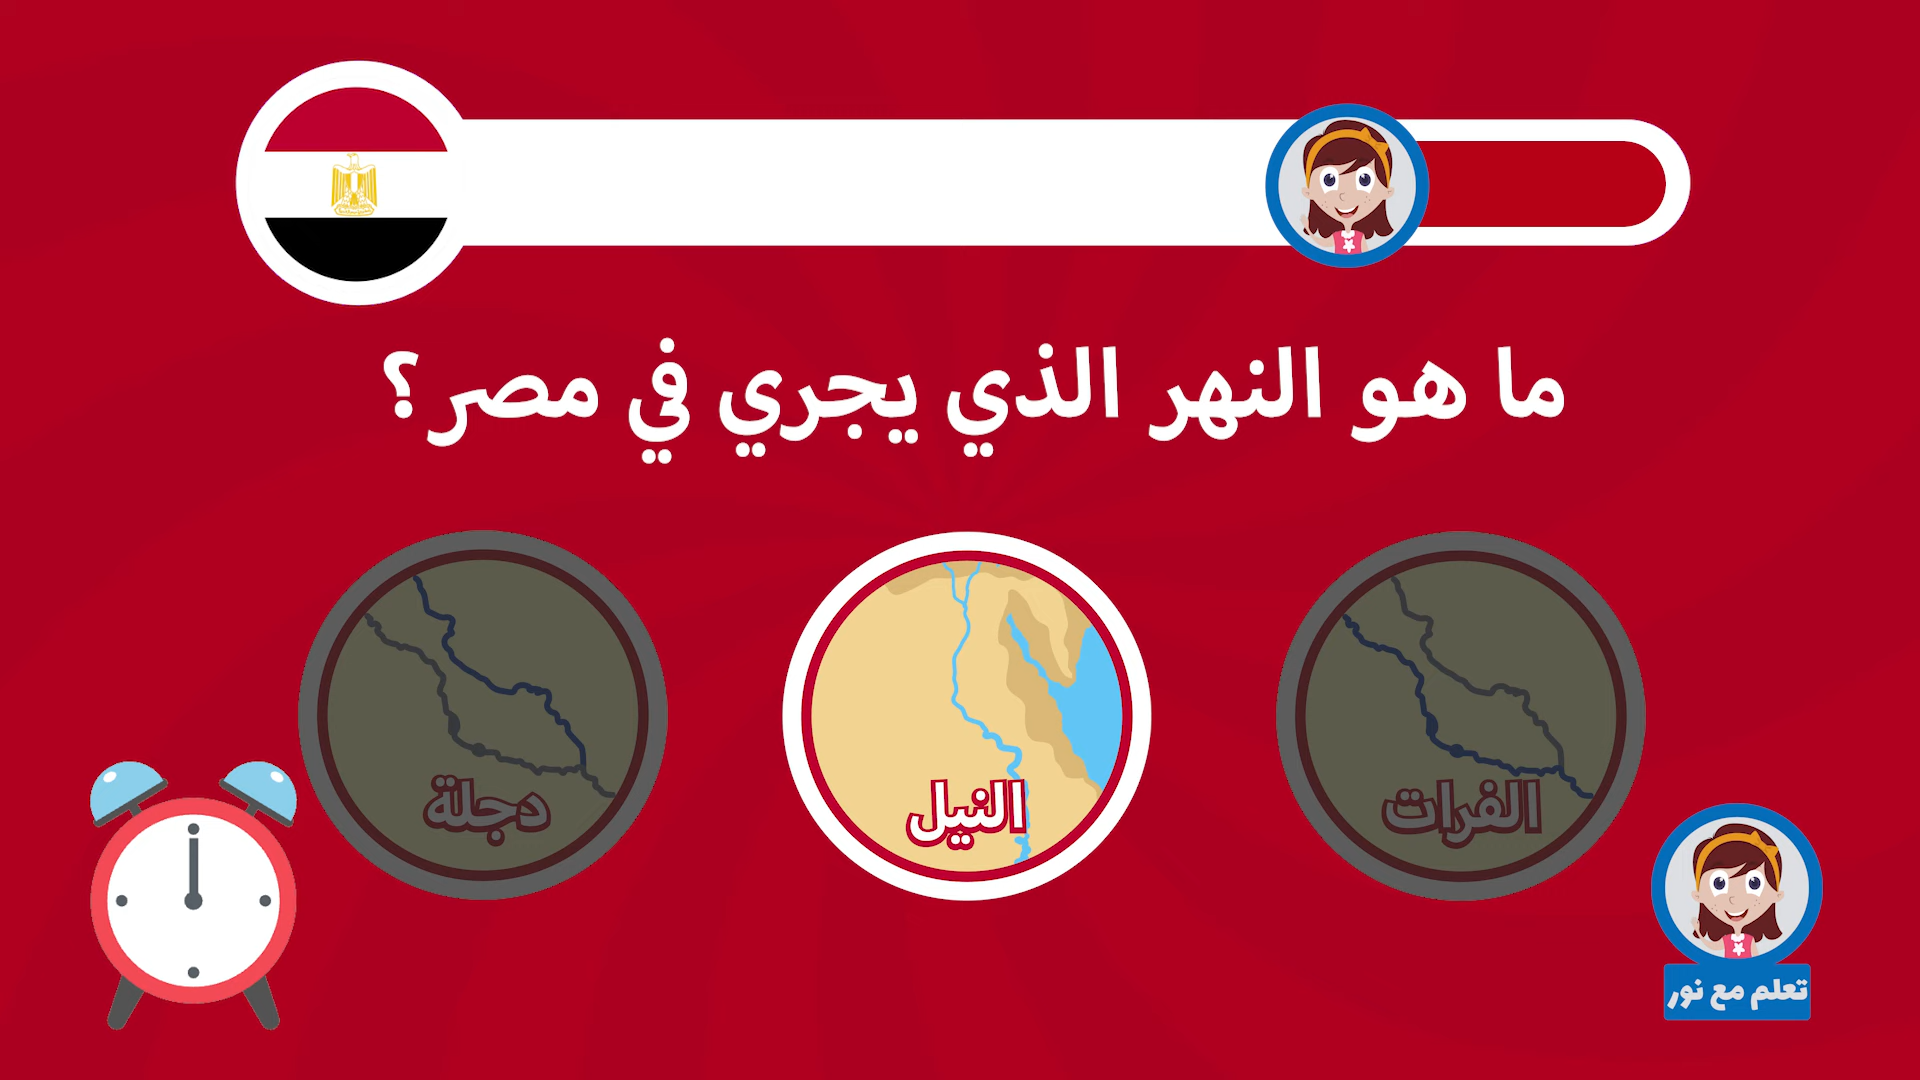 ما هو النهر الذي يجري في مصر؟
الفرات
النيل
دجلة
تعلم مع نور